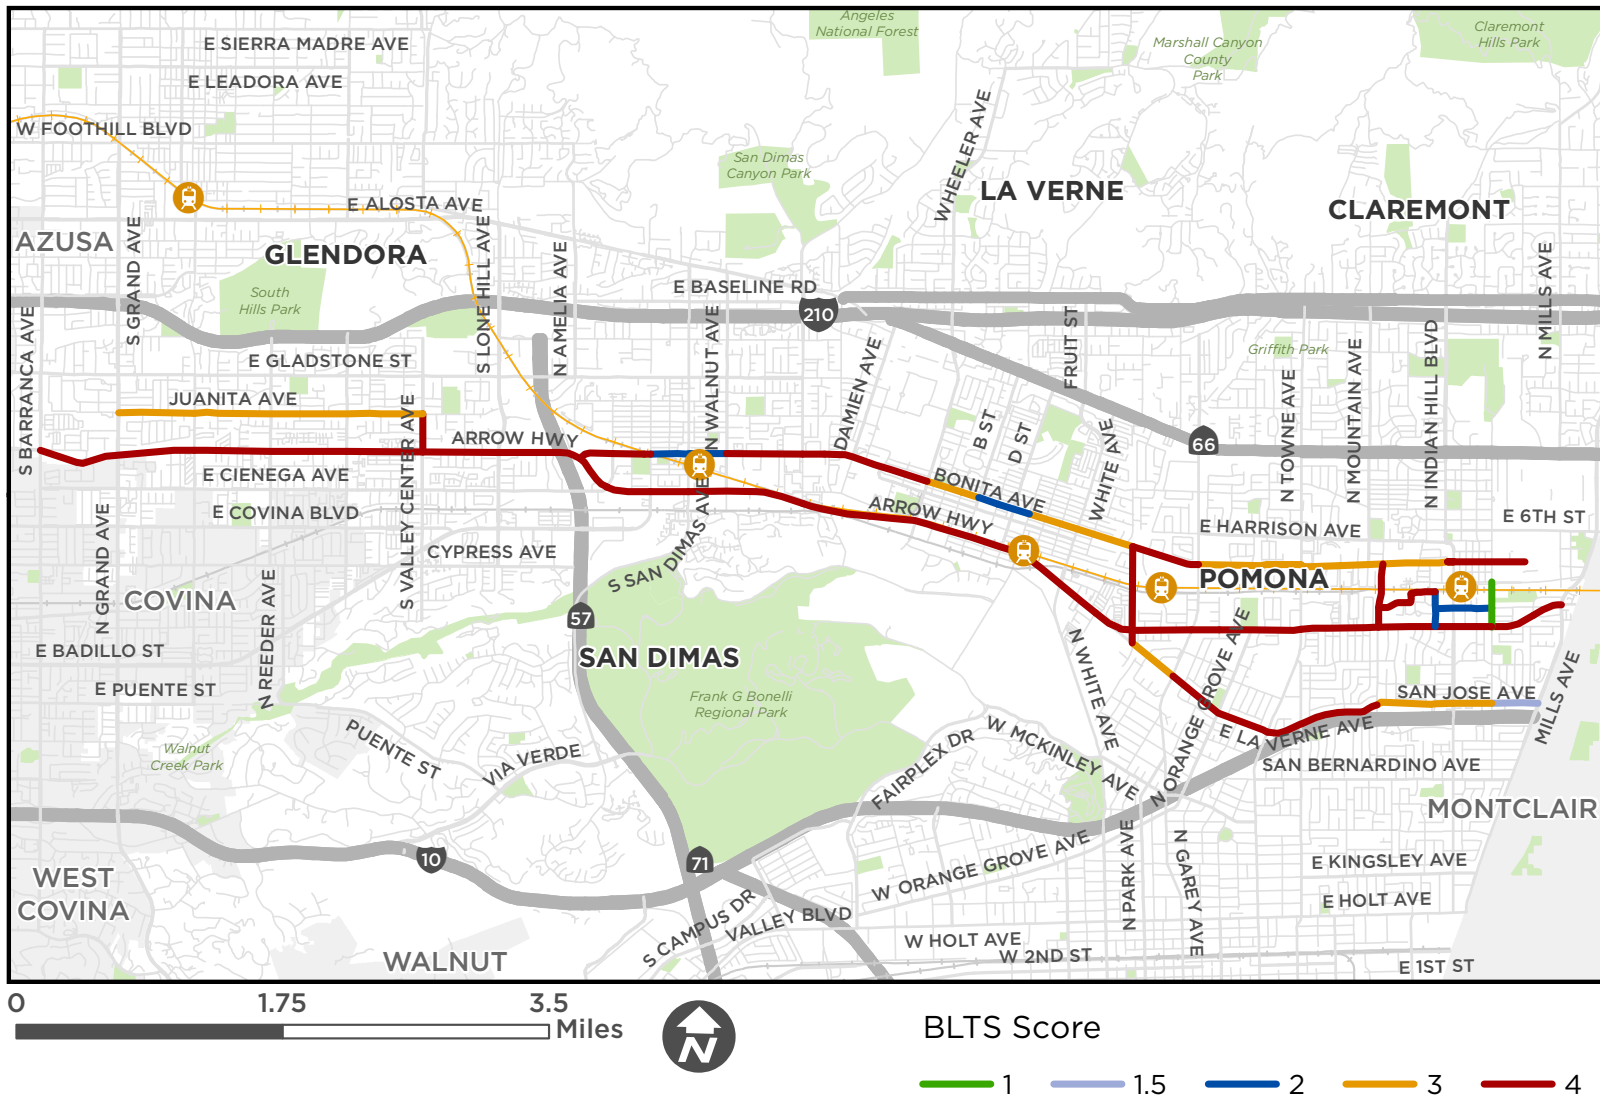 Angeles
National Forest
Claremont
Hills Park
E SIERRA MADRE AVE
Marshall Canyon
County
Park
E LEADORA AVE
W FOOTHILL BLVD
WHEELER AVE
San Dimas
Canyon Park
LA VERNE
CLAREMONT
E ALOSTA AVE
AZUSA
S GRAND AVE
GLENDORA
S LONE HILL AVE
N AMELIA AVE
N MILLS AVE
South
Hills Park
E BASELINE RD
210
S BARRANCA AVE
N WALNUT AVE
FRUIT ST
N INDIAN HILL BLVD
E GLADSTONE ST
DAMIEN AVE
Griffith Park
N MOUNTAIN AVE
N TOWNE AVE
JUANITA AVE
S VALLEY CENTER AVE
B ST
D ST
WHITE AVE
66
ARROW HWY
E CIENEGA AVE
BONITA AVE
E COVINA BLVD
ARROW HWY
E HARRISON AVE
E 6TH ST
N GRAND AVE
CYPRESS AVE
S SAN DIMAS AVE
POMONA
COVINA
N REEDER AVE
57
E BADILLO ST
SAN DIMAS
N WHITE AVE
N ORANGE GROVE AVE
E PUENTE ST
Frank G Bonelli
Regional Park
SAN JOSE AVE
MILLS AVE
Walnut
Creek Park
PUENTE ST
VIA VERDE
FAIRPLEX DR
W MCKINLEY AVE
E LA VERNE AVE
SAN BERNARDINO AVE
MONTCLAIR
10
71
W ORANGE GROVE AVE
N PARK AVE
N GAREY AVE
E KINGSLEY AVE
WEST
COVINA
E HOLT AVE
S CAMPUS DR
VALLEY BLVD
W HOLT AVE
WALNUT
W 2ND ST
E 1ST ST
0 1.75 3.5
Miles
N
BLTS Score
1 1.5 2 3 4